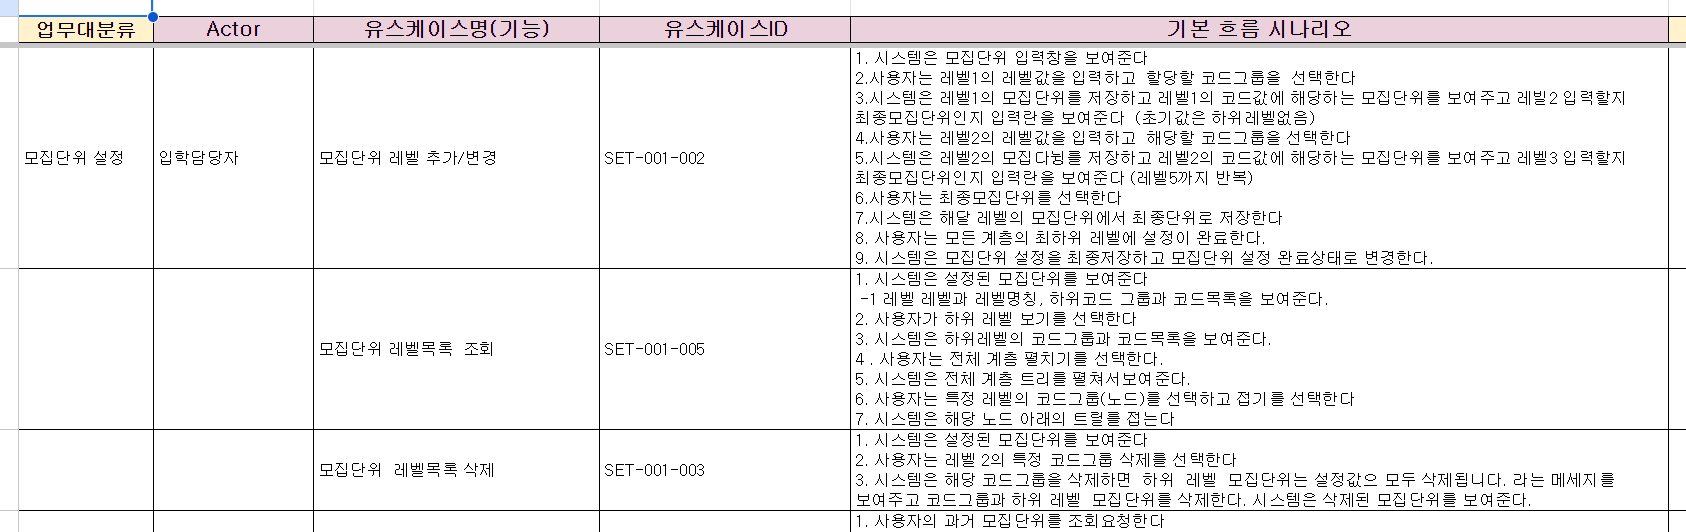 업무대분류 Actor 유스케이스명(기능) 유스케이스ID 기본 흐름 시나리오
모집단위 설정 입학담당자 모집단위 레벨 추가/변경 SET-001-002
1. 시스템은 모집단위 입력창을 보여준다
2.사용자는 레벨1의 레벨값을 입력하고 할당할 코드그룹을 선택한다
3.시스템은 레벨1의 모집단위를 저장하고 레벨1의 코드값에 해당하는 모집단위를 보여주고 레빌2 입력할지
최종모집단위인지 입력란을 보여준다 (초기값은 하위레벨없음)
4.사용자는 레벨2의 레벨값을 입력하고 해당할 코드그룹을 선택한다
5.시스템은 레벨2의 모집다뉭를 저장하고 레벨2의 코드값에 해당하는 모집단위를 보여주고 레벨3 입력할지
최종모집단위인지 입력란을 보여준다 (레벨5까지 반복)
6.사용자는 최종모집단위를 선택한다
7.시스템은 해달 레벨의 모집단위에서 최종단위로 저장한다
8. 사용자는 모든 계층의 최하위 레벨에 설정이 완료한다.
9. 시스템은 모집단위 설정을 최종저장하고 모집단위 설정 완료상태로 변경한다.
모집단위 레벨목록 조회 SET-001-005
1. 시스템은 설정된 모집단위를 보여준다
-1 레벨 레벨과 레벨명칭, 하위코드 그룹과 코드목록을 보여준다.
2. 사용자가 하위 레벨 보기를 선택한다
3. 시스템은 하위레벨의 코드그룹과 코드목록을 보여준다.
4 . 사용자는 전체 계층 펼치기를 선택한다.
5. 시스템은 전체 계층 트리를 펼쳐서보여준다.
6. 사용자는 특정 레벨의 코드그룹(노드)를 선택하고 접기를 선택한다
7. 시스템은 해당 노드 아래의 트럴를 접는다
모집단위 레벨목록 삭제 SET-001-003
1. 시스템은 설정된 모집단위를 보여준다
2. 사용자는 레벨 2의 특정 코드그룹 삭제를 선택한다
3. 시스템은 해당 코드그룹을 삭제하면 하위 레벨 모집단위는 설정값으 모두 삭제됩니다. 라는 메세지를
보여주고 코드그룹과 하위 레벨 모집단위를 삭제한다. 시스템은 삭제된 모집단위를 보여준다.
1. 사용자의 과거 모집단위를 조회요청한다